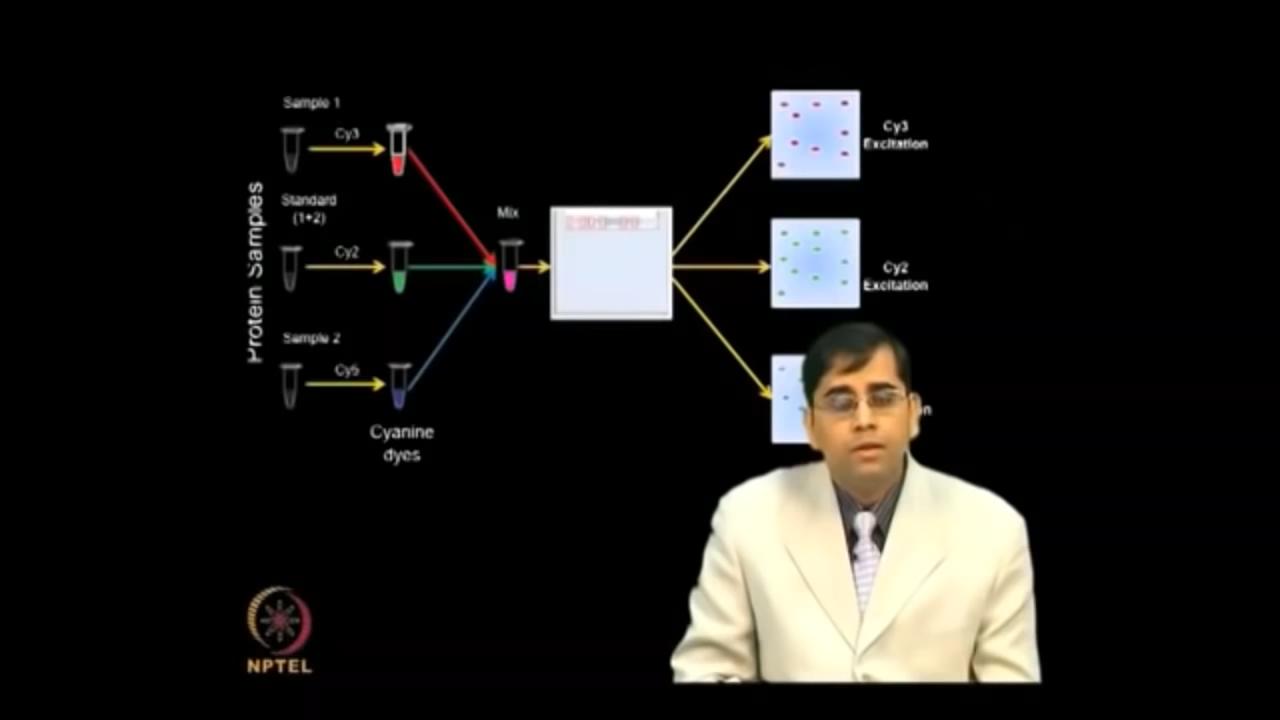 Protein Samples
Sample 1
Cy3
Standard
(1+2)
Cy2
Sample 2
Cy5
Cyanine
dyes
Mix
Cy3
Excitation
Cy2
Excitation
NPTEL